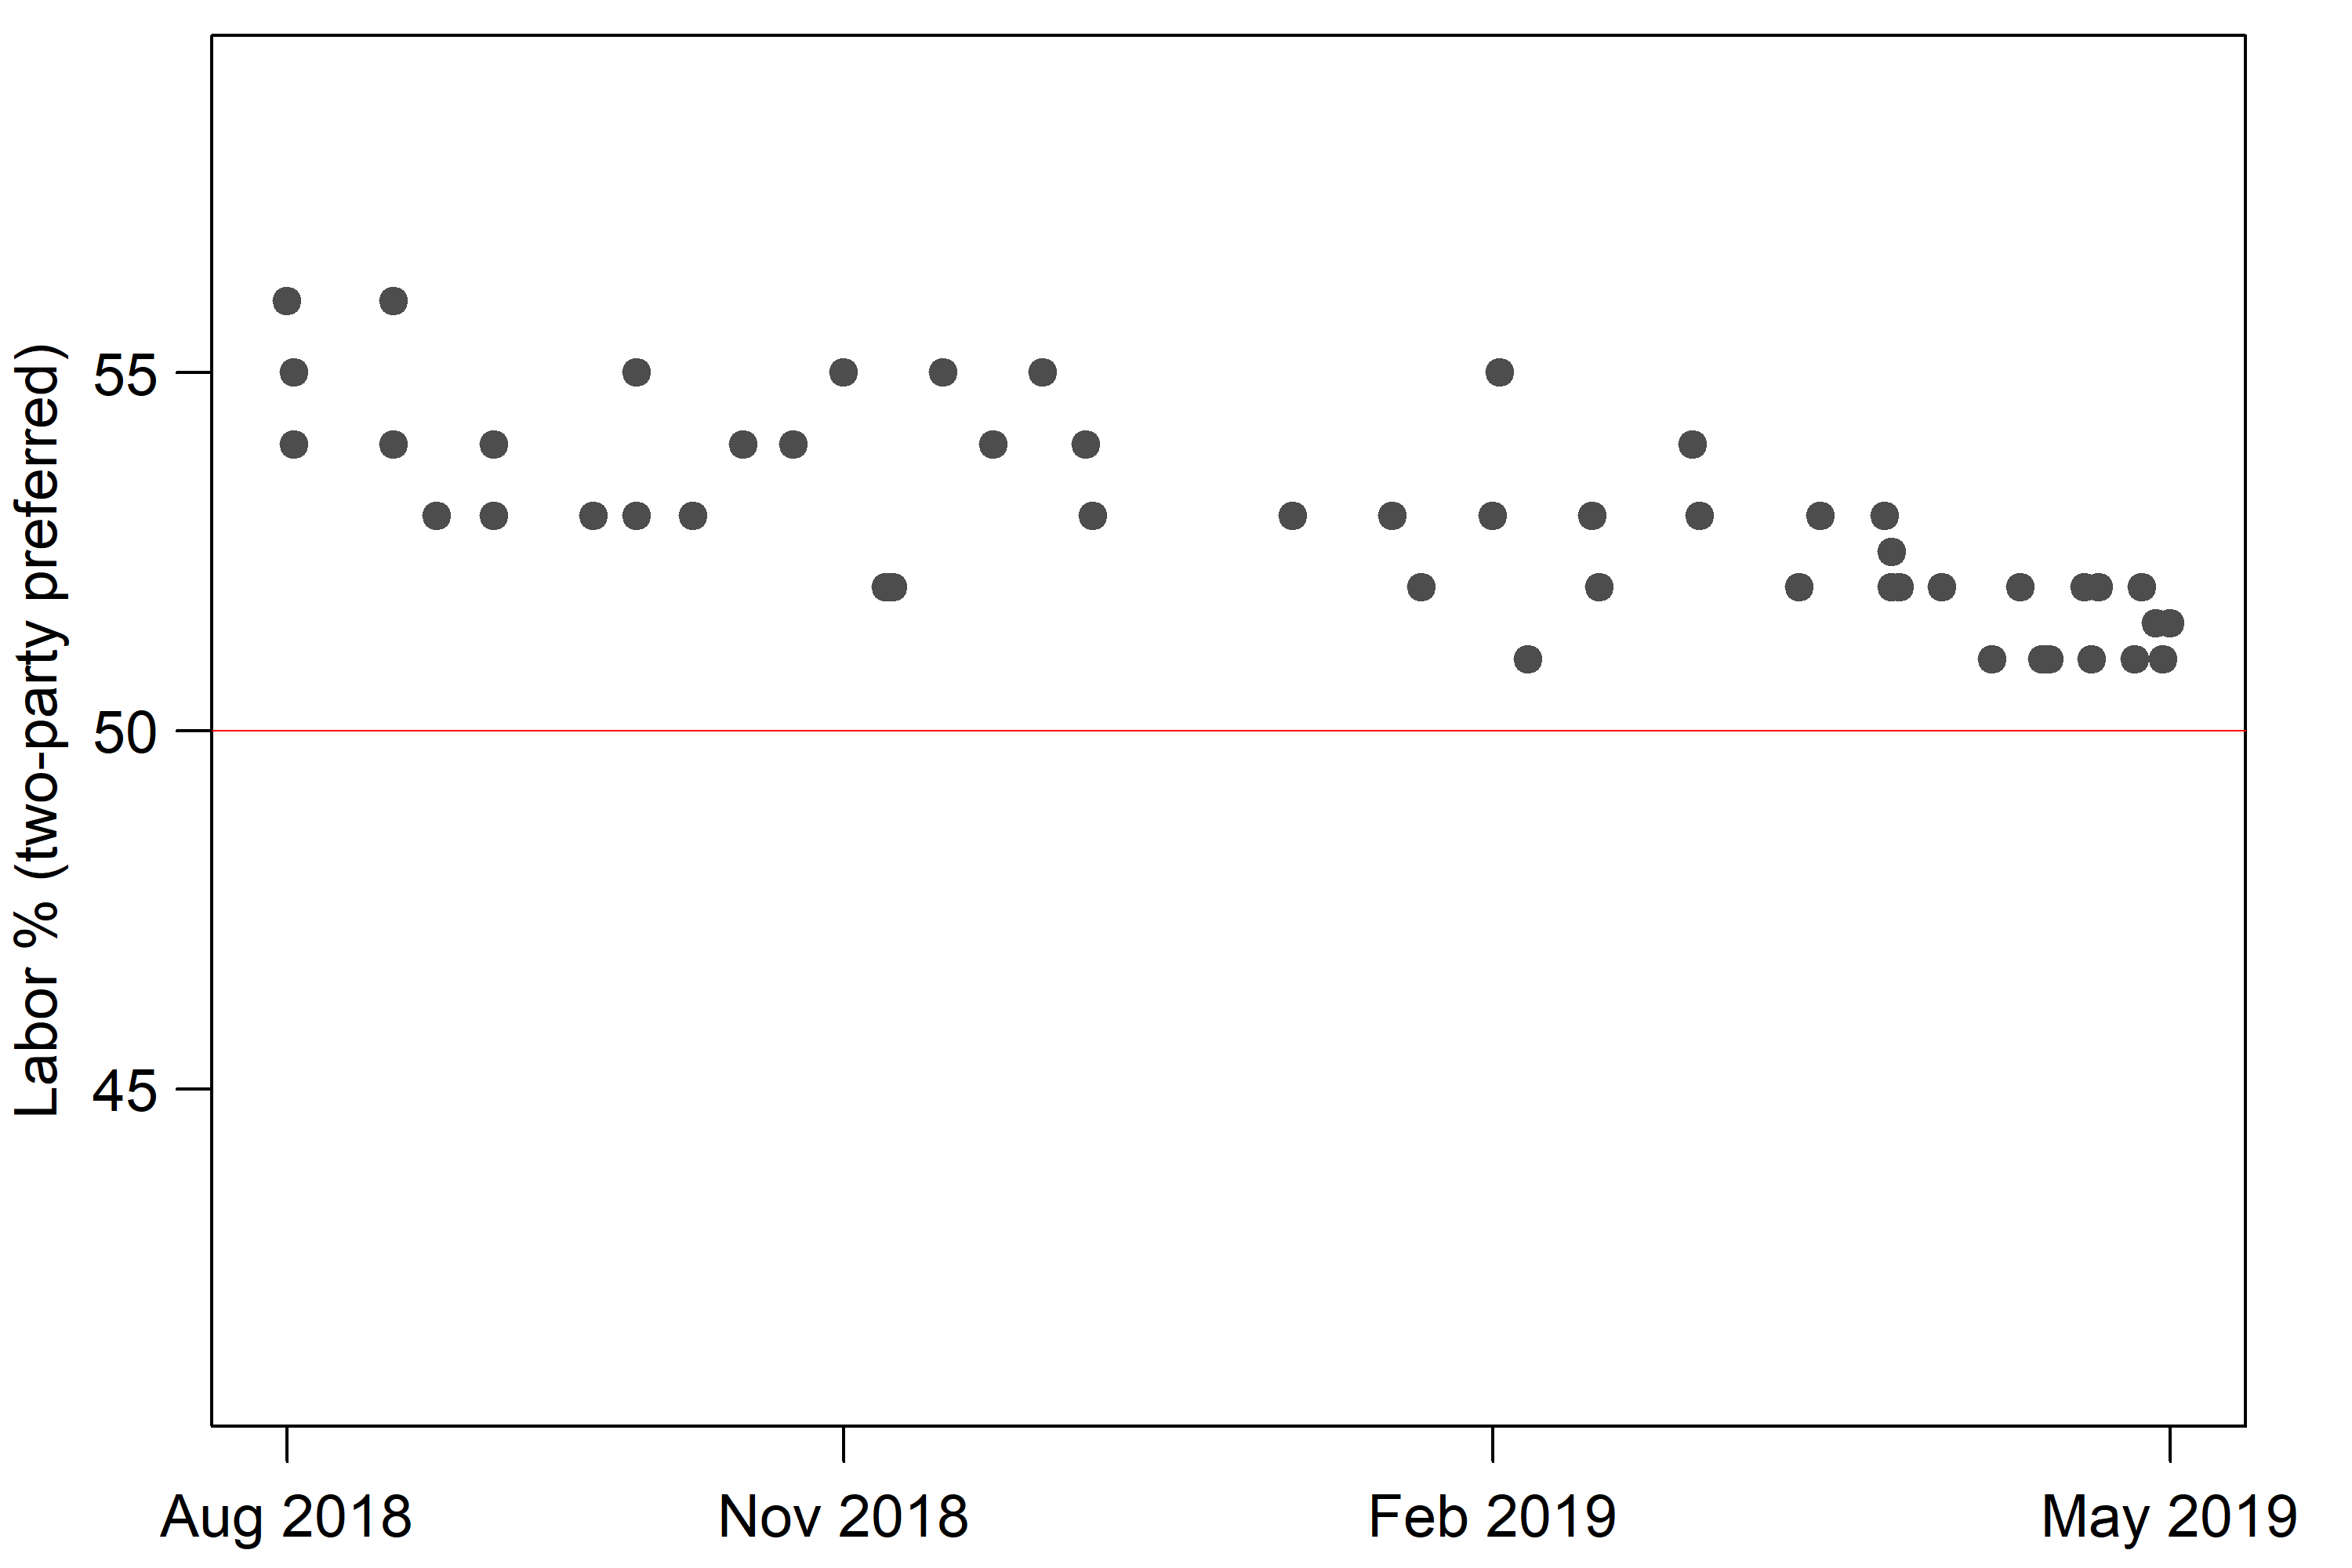 Labor % (two-party preferred)
55
50
45
Aug 2018
Nov 2018
Feb 2019
May 2019